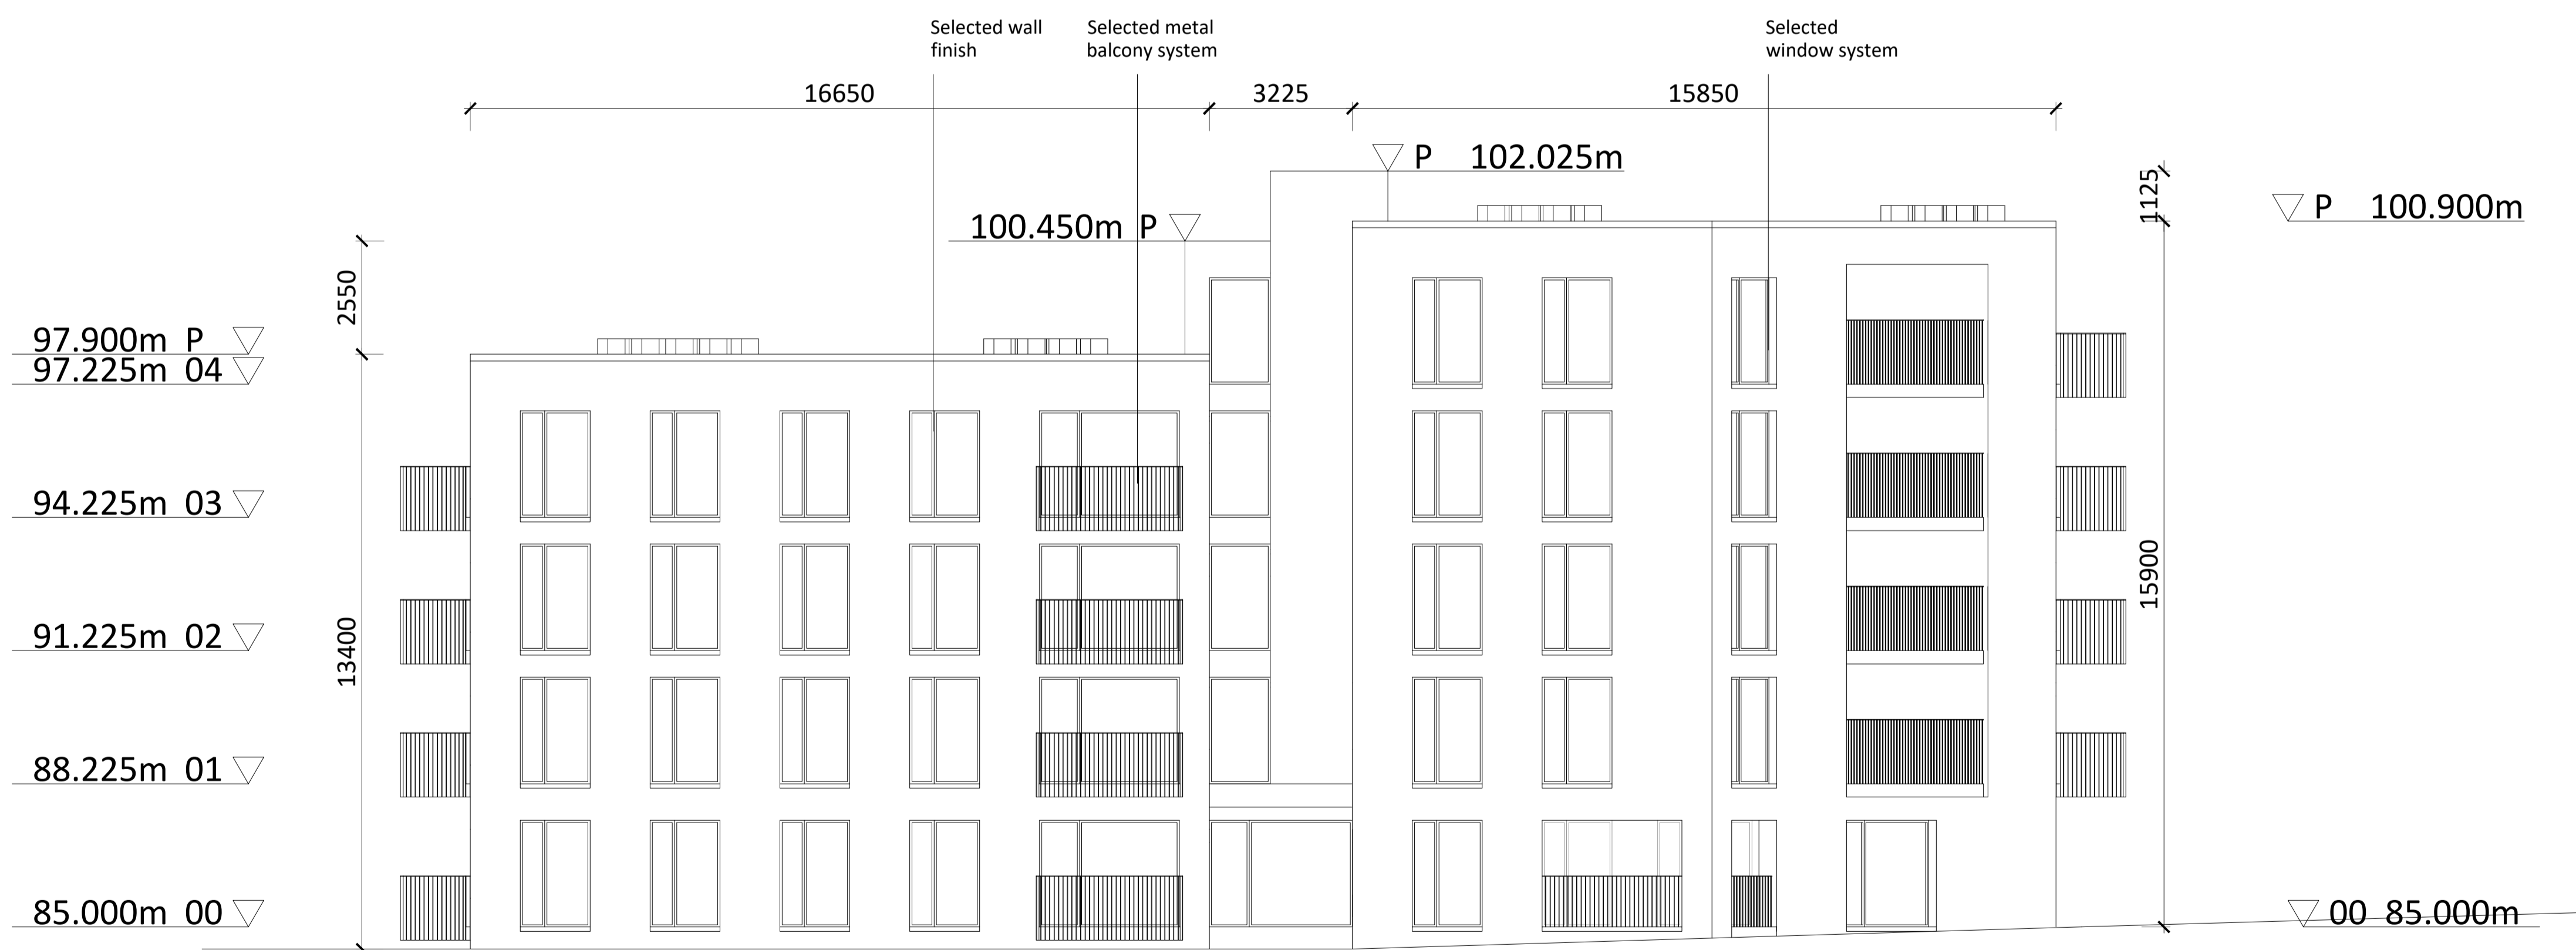 Selected wall
finish
Selected metal
balcony system
Selected
window system
16650
3225
15850
P 102.025m
1125
P 100.900m
100.450m P
2550
97.900m P
97.225m 04
94.225m 03
15900
91.225m 02
13400
88.225m 01
85.000m 00
00 85.000m